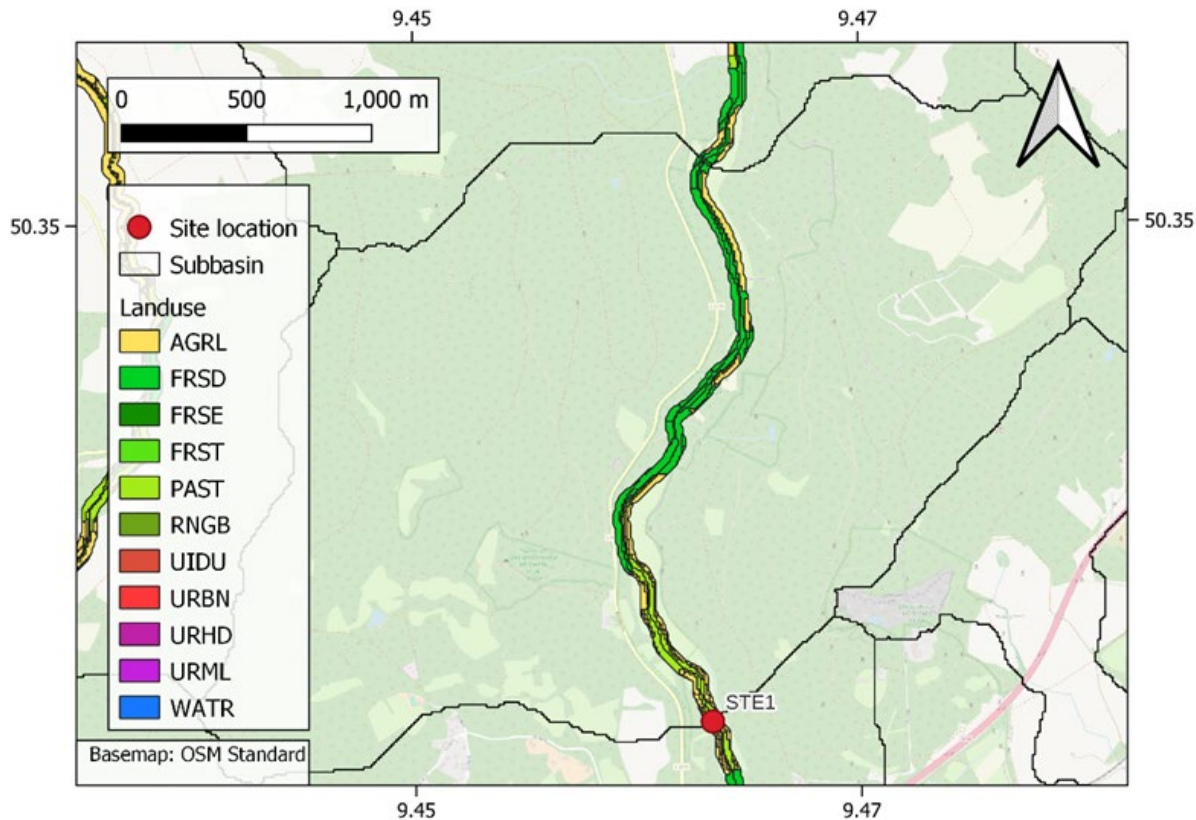 9.45
9.47
0 500 1,000 m
50.35
50.35
Site location
Subbasin
Landuse
AGRL
FRSD
FRSE
FRST
PAST
RNGB
UIDU
URBN
URHD
URML
WATR
STE1
Basemap: OSM Standard
9.45
9.47